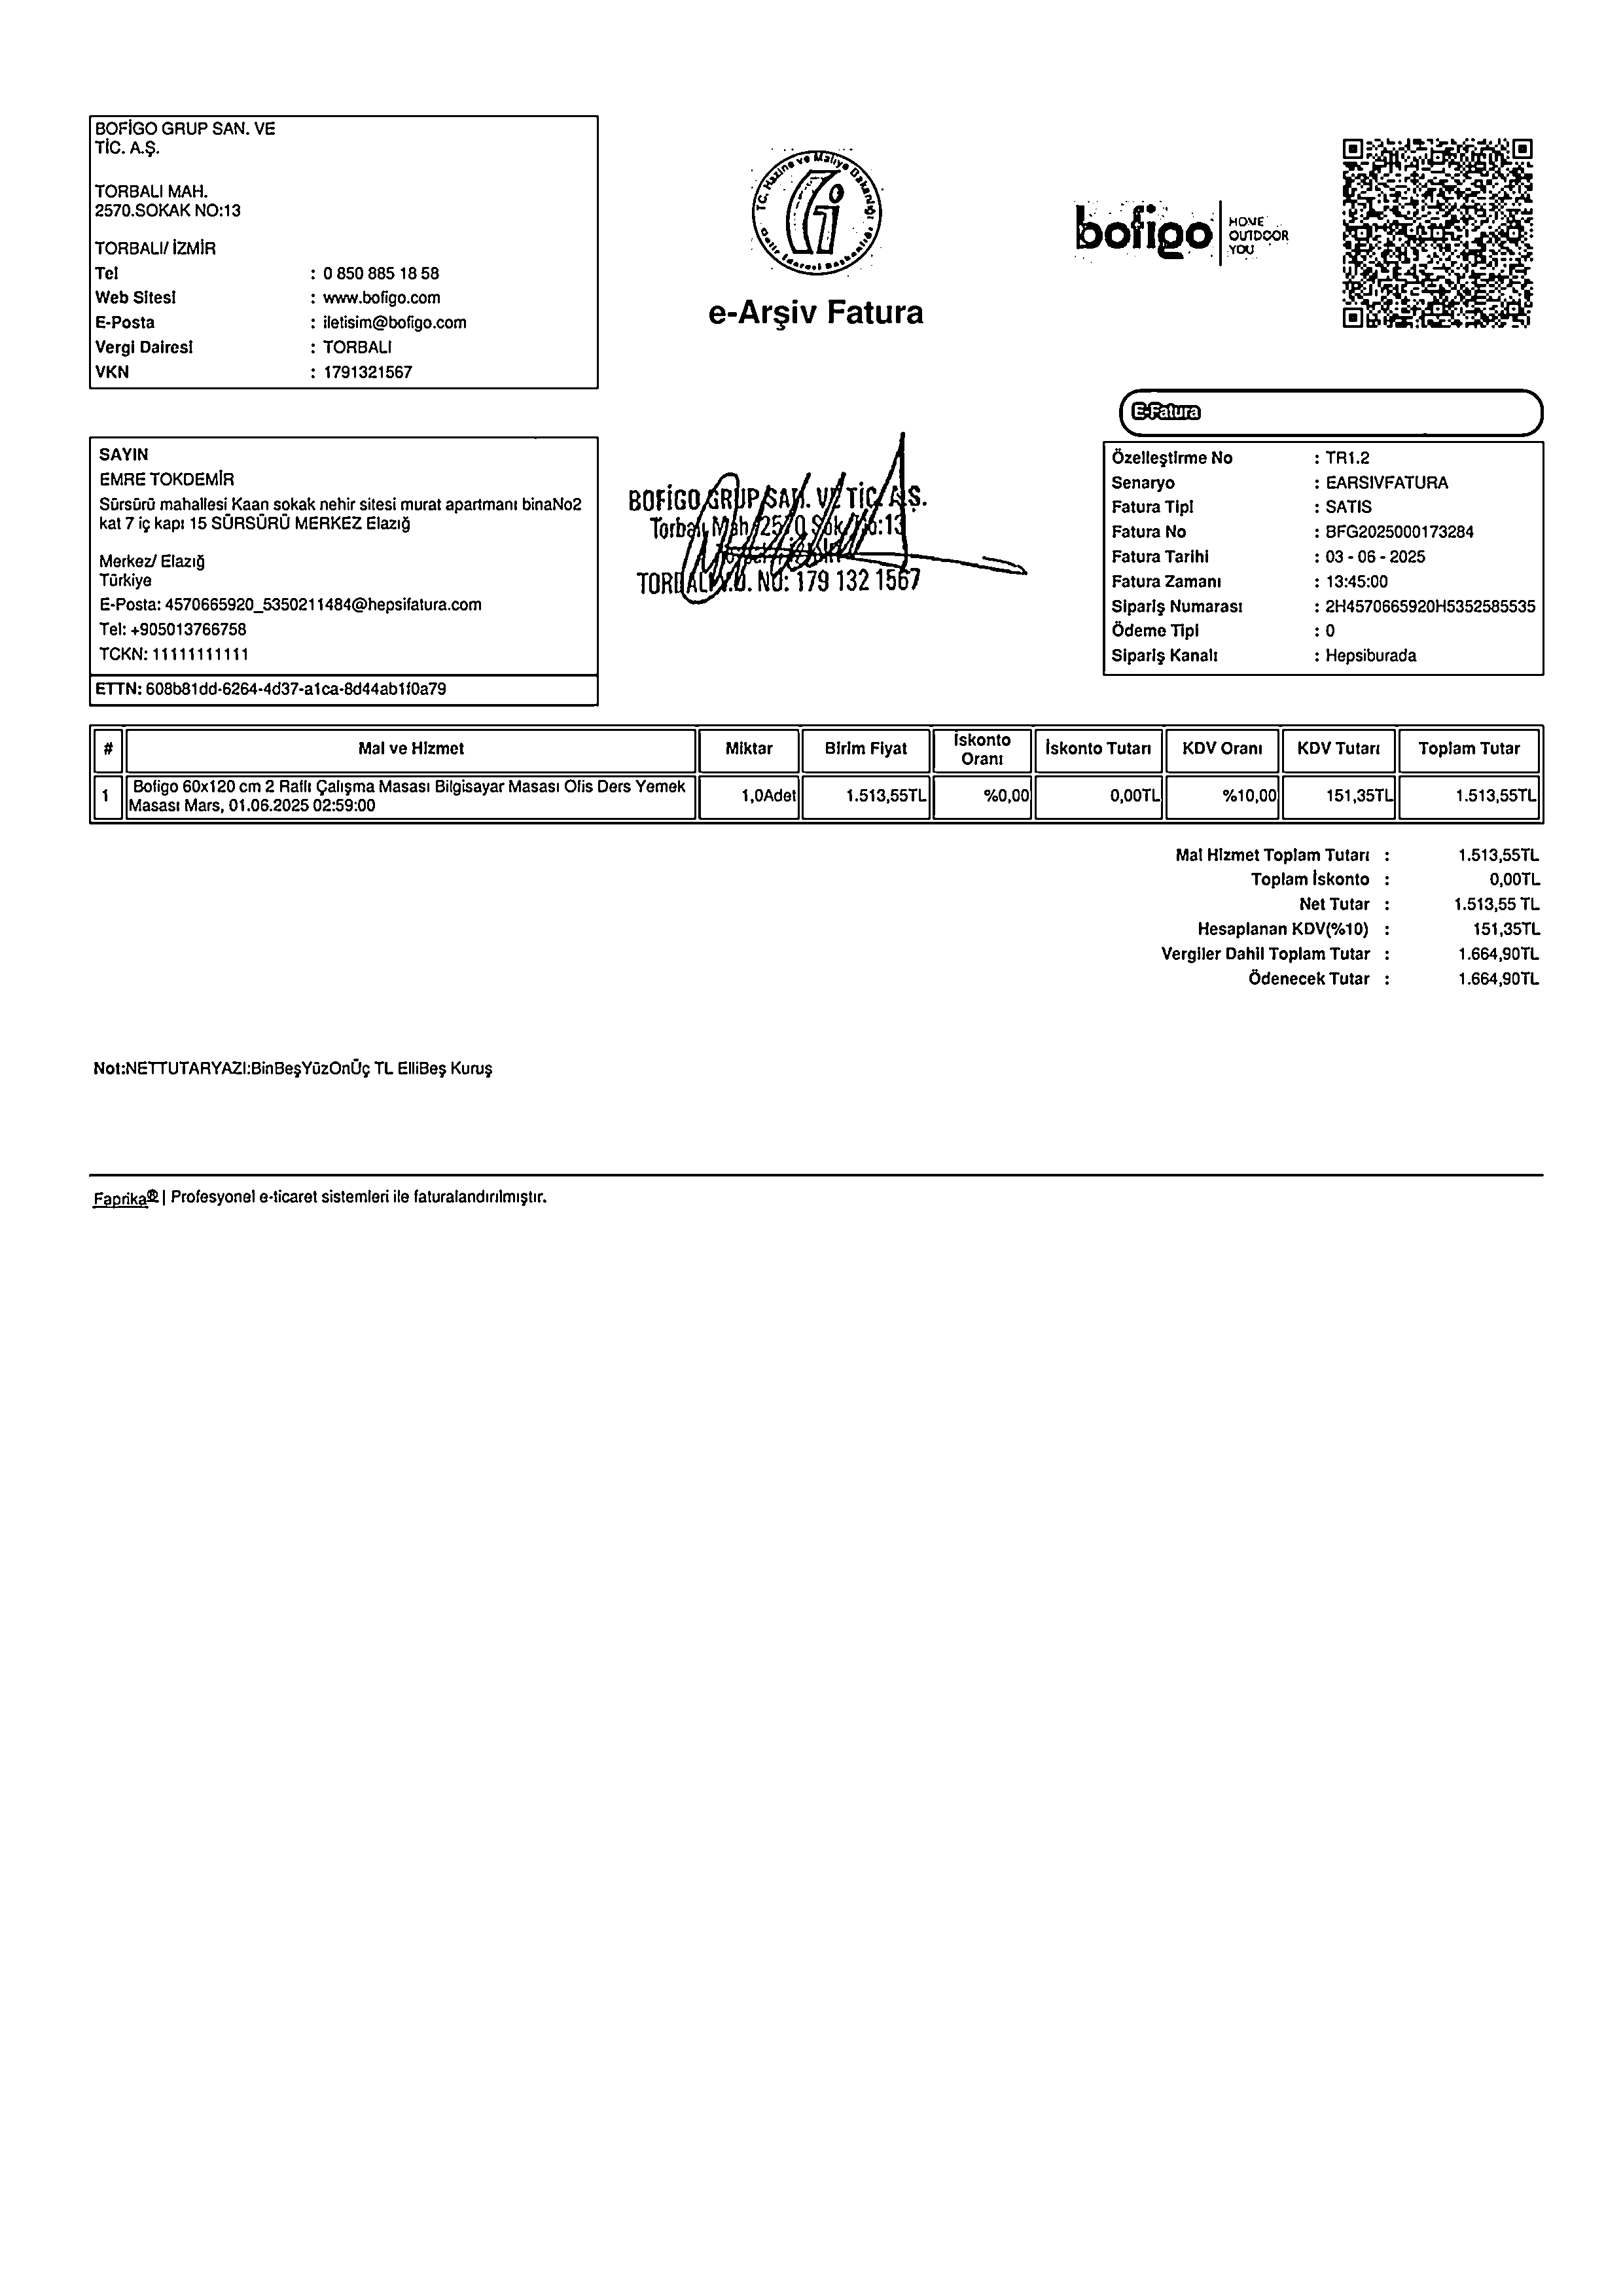 BOFİGO GRUP SAN. VE
TİC. A.Ş.
TORBALI MAH.
2570.SOKAK NO:13
TORBALI/ İZMİR
Tel : 0 850 885 18 58
Web Sitesi : www.bofigo.com
E-Posta : iletisim@bofigo.com
Vergi Dairesi : TORBALI
VKN : 1791321567
T.C. Hazine ve Maliye Bakanlığı
Gelir İdaresi Başkanlığı
e-Arşiv Fatura
bofigo
HOME
OUTDOOR
YOU
E-Fatura
SAYIN
EMRE TOKDEMİR
Sürsürü mahallesi Kaan sokak nehir sitesi murat apartmanı binaNo2
kat 7 iç kapı 15 SÜRSÜRÜ MERKEZ Elazığ
Merkez/ Elazığ
Türkiye
E-Posta: 4570665920_5350211484@hepsifatura.com
Tel: +905013766758
TCKN: 11111111111
ETTN: 608b81dd-6264-4d37-a1ca-8d44ab1f0a79
BOFİGO GRUP SAN. VE TİC. A.Ş.
Torbalı Mah. 2570 Sok. No:13
TORBALI V.D. NO: 179 132 1567
Özelleştirme No : TR1.2
Senaryo : EARSIVFATURA
Fatura Tipi : SATIS
Fatura No : BFG2025000173284
Fatura Tarihi : 03 - 06 - 2025
Fatura Zamanı : 13:45:00
Sipariş Numarası : 2H4570665920H5352585535
Ödeme Tipi : 0
Sipariş Kanalı : Hepsiburada
# Mal ve Hizmet Miktar Birim Fiyat İskonto Oranı İskonto Tutarı KDV Oranı KDV Tutarı Toplam Tutar
1 Bofigo 60x120 cm 2 Raflı Çalışma Masası Bilgisayar Masası Ofis Ders Yemek
Masası Mars, 01.06.2025 02:59:00 1,0Adet 1.513,55TL %0,00 0,00TL %10,00 151,35TL 1.513,55TL
Mal Hizmet Toplam Tutarı : 1.513,55TL
Toplam İskonto : 0,00TL
Net Tutar : 1.513,55 TL
Hesaplanan KDV(%10) : 151,35TL
Vergiler Dahil Toplam Tutar : 1.664,90TL
Ödenecek Tutar : 1.664,90TL
Not:NETTUTARYAZI:BinBeşYüzOnÜç TL ElliBeş Kuruş
Faprika® | Profesyonel e-ticaret sistemleri ile faturalandırılmıştır.